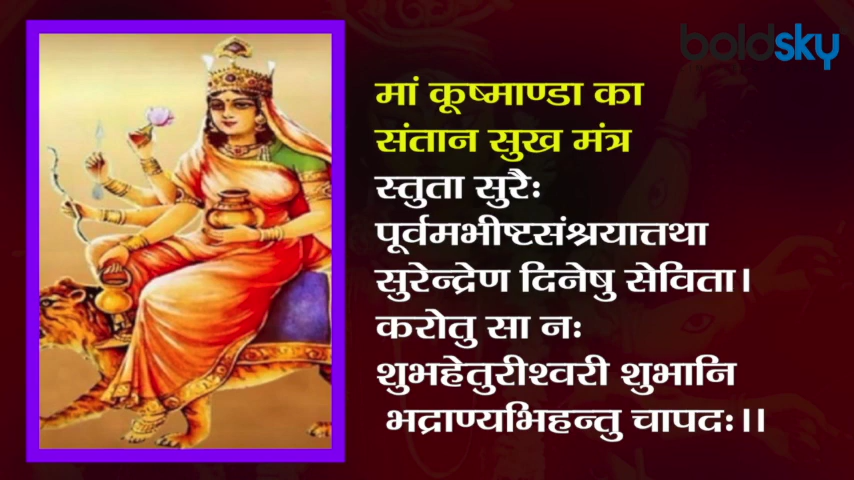 boldsky
मां कूष्माण्डा का
संतान सुख मंत्र
स्तुता सुरैः
पूर्वमभीष्टसंश्रयात्तथा
सुरेन्द्रेण दिनेषु सेविता।
करोतु सा नः
शुभहेतुरीश्वरी शुभानि
भद्राण्यभिहन्तु चापदः।।